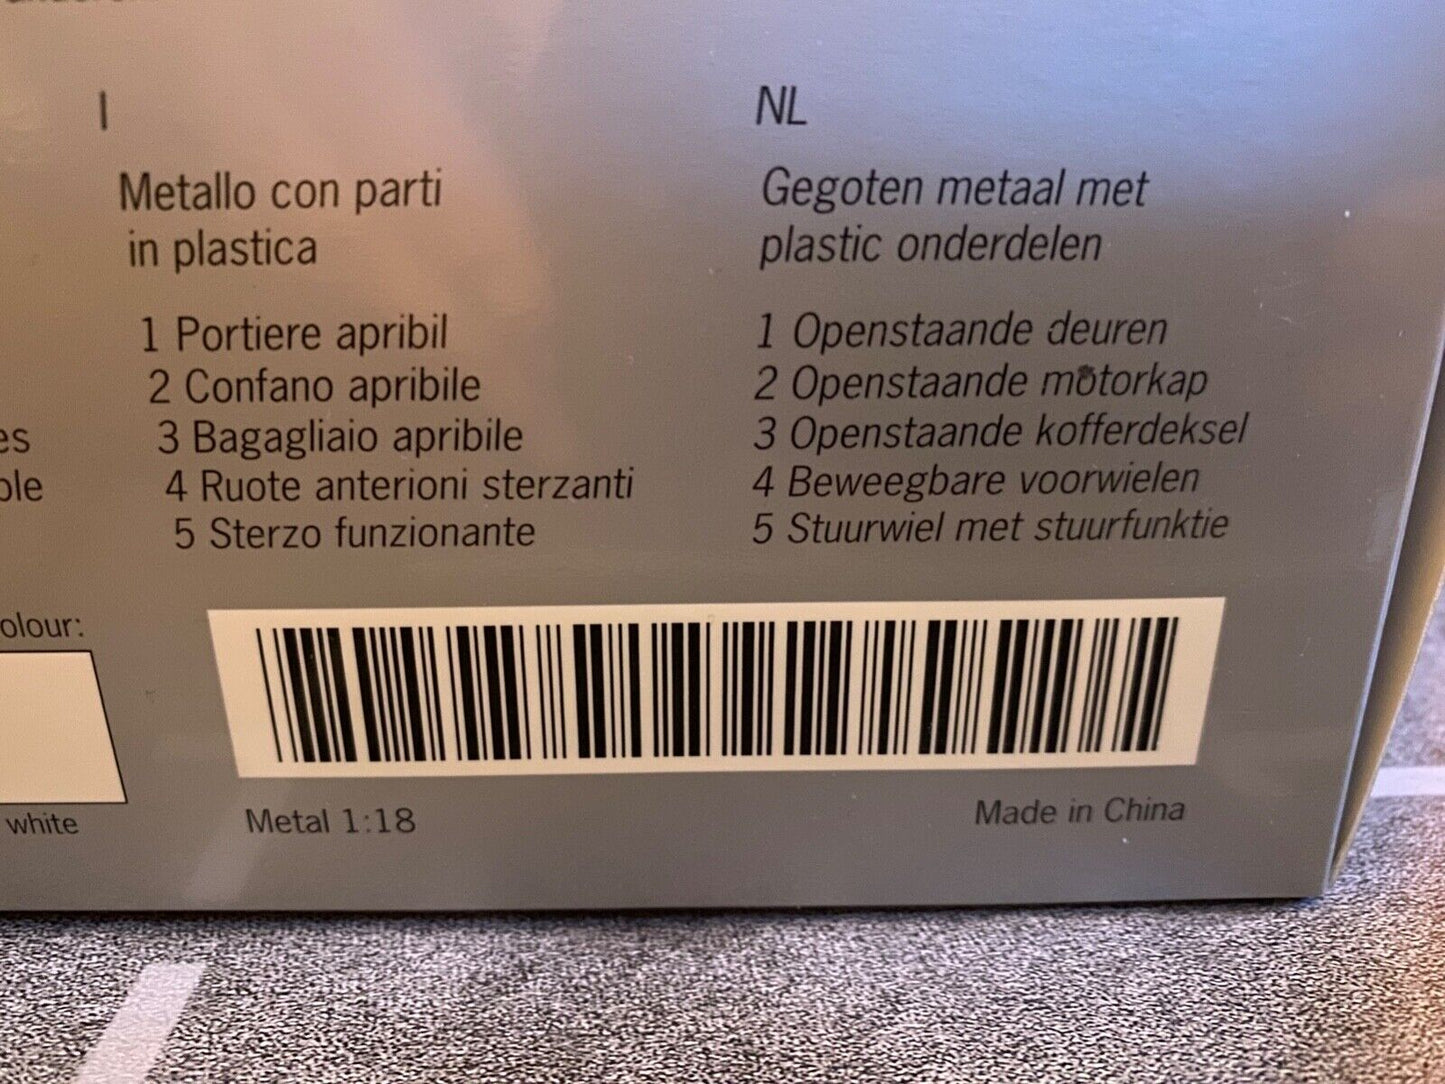 I
Metallo con parti
in plastica
1 Portiere apribil
2 Confano apribile
3 Bagagliaio apribile
4 Ruote anterioni sterzanti
5 Sterzo funzionante
NL
Gegoten metaal met
plastic onderdelen
1 Openstaande deuren
2 Openstaande motorkap
3 Openstaande kofferdeksel
4 Beweegbare voorwielen
5 Stuurwiel met stuurfunktie
es
ble
olour:
white
Metal 1:18
Made in China